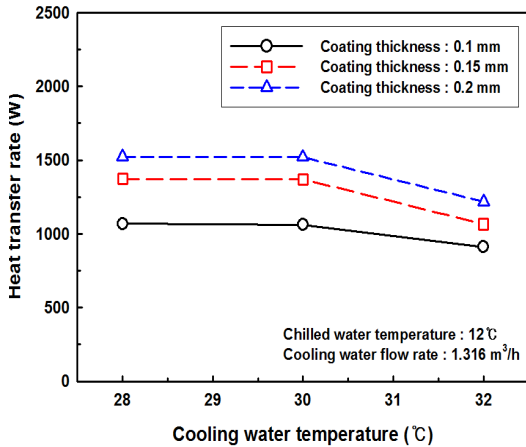 2500
2000
1500
1000
500
0
Heat transfer rate (W)
Coating thickness : 0.1 mm
Coating thickness : 0.15 mm
Coating thickness : 0.2 mm
Chilled water temperature : 12℃
Cooling water flow rate : 1.316 m³/h
28 29 30 31 32
Cooling water temperature (℃)